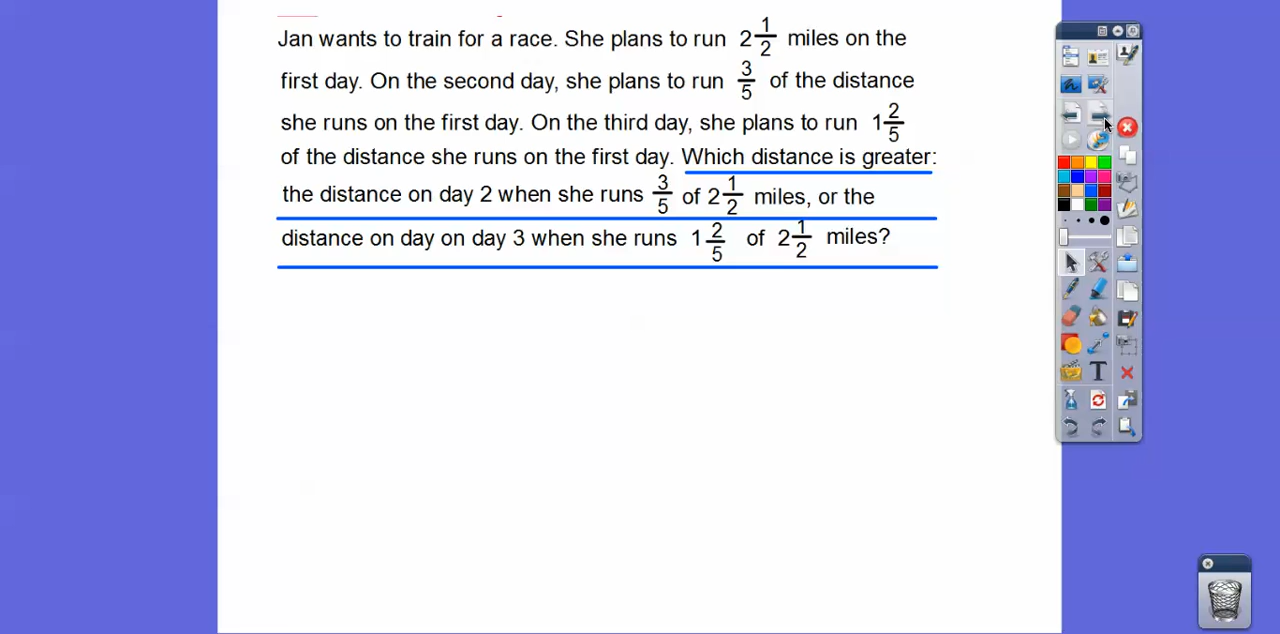 Jan wants to train for a race. She plans to run 2 1/2 miles on the
first day. On the second day, she plans to run 3/5 of the distance
she runs on the first day. On the third day, she plans to run 1 2/5
of the distance she runs on the first day. Which distance is greater:
the distance on day 2 when she runs 3/5 of 2 1/2 miles, or the
distance on day on day 3 when she runs 1 2/5 of 2 1/2 miles?
T